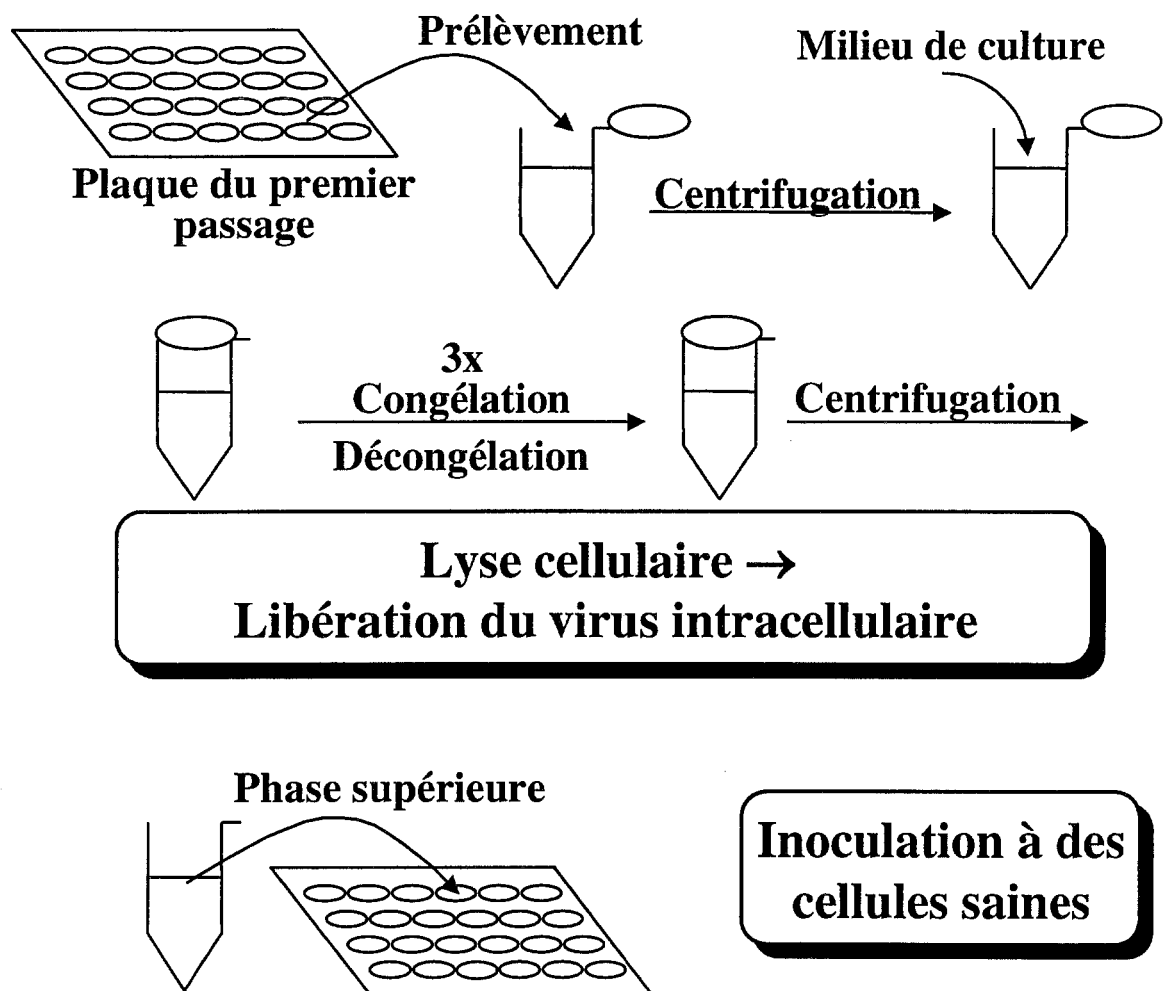 Prélèvement
Milieu de culture
Plaque du premier
passage
Centrifugation
3x
Congélation
Décongélation
Centrifugation
Lyse cellulaire →
Libération du virus intracellulaire
Phase supérieure
Inoculation à des
cellules saines